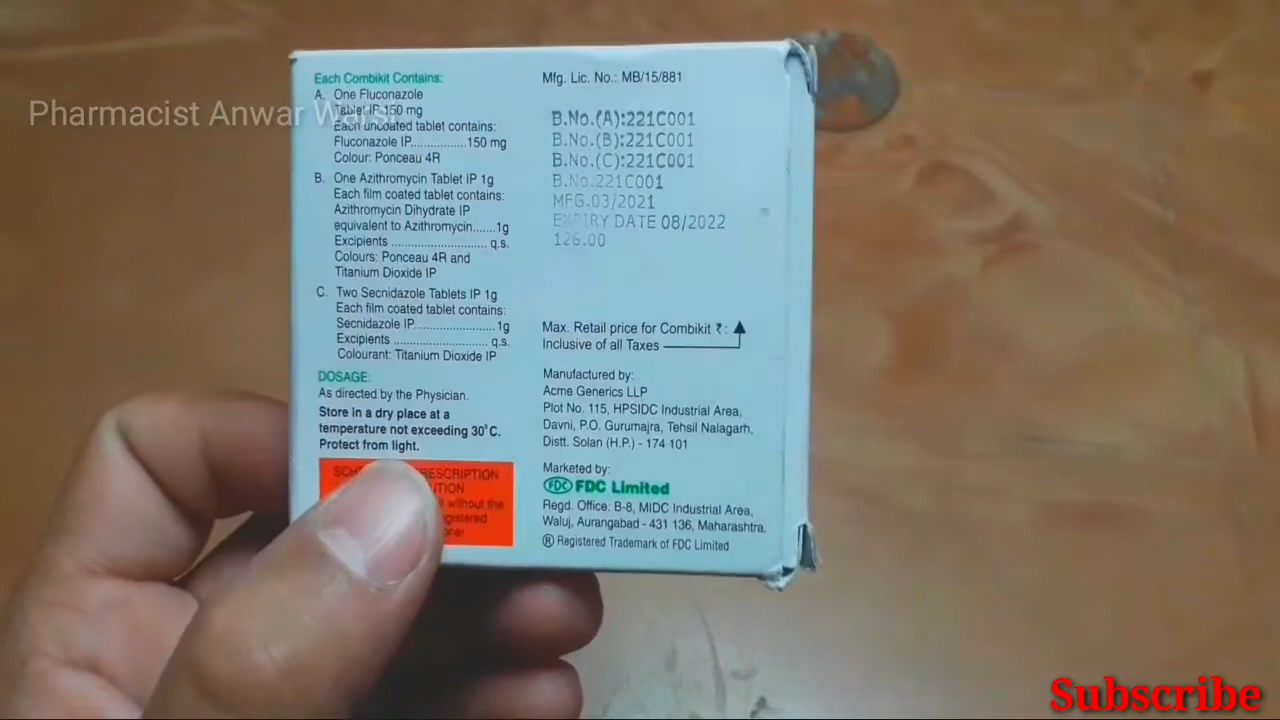 Pharmacist Anwar Warsi
Each Combikit Contains:
A. One Fluconazole
Tablet IP 150 mg
Each uncoated tablet contains:
Fluconazole IP.................150 mg
Colour: Ponceau 4R
B. One Azithromycin Tablet IP 1g
Each film coated tablet contains:
Azithromycin Dihydrate IP
equivalent to Azithromycin.......1g
Excipients ............................ q.s.
Colours: Ponceau 4R and
Titanium Dioxide IP
C. Two Secnidazole Tablets IP 1g
Each film coated tablet contains:
Secnidazole IP........................1g
Excipients ............................ q.s.
Colourant: Titanium Dioxide IP
DOSAGE:
As directed by the Physician.
Store in a dry place at a
temperature not exceeding 30°C.
Protect from light.
without the
Mfg. Lic. No.: MB/15/881
B.No.(A):221C001
B.No.(B):221C001
B.No.(C):221C001
B.No.221C001
MFG.03/2021
EXPIRY DATE 08/2022
126.00
Max. Retail price for Combikit ₹:
Inclusive of all Taxes
Manufactured by:
Acme Generics LLP
Plot No. 115, HPSIDC Industrial Area,
Davni, P.O. Gurumajra, Tehsil Nalagarh,
Distt. Solan (H.P.) - 174 101
Marketed by:
FDC FDC Limited
Regd. Office: B-8, MIDC Industrial Area,
Waluj, Aurangabad - 431 136, Maharashtra.
® Registered Trademark of FDC Limited
Subscribe